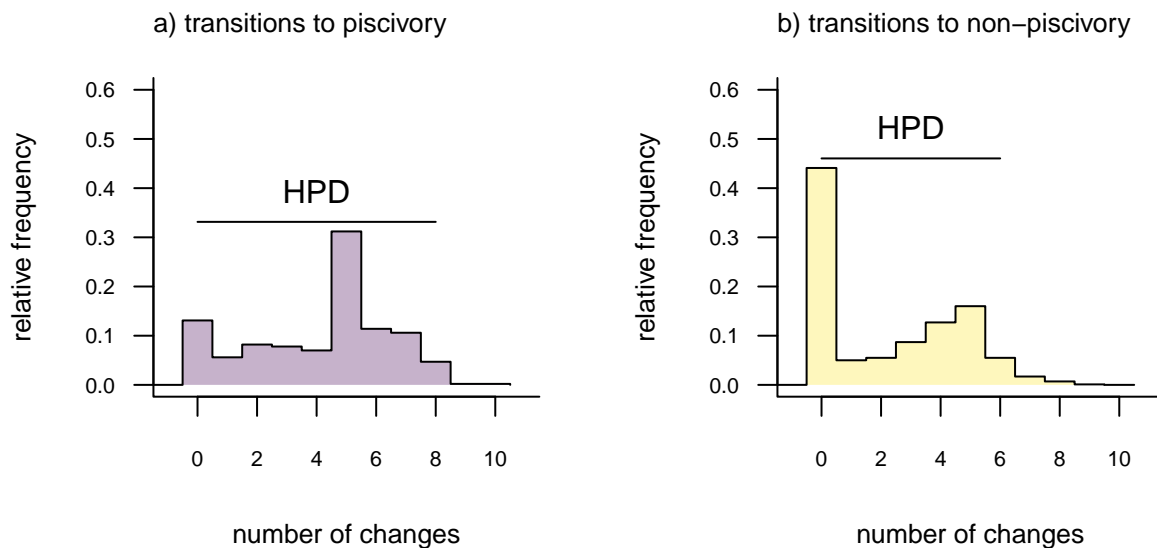 a) transitions to piscivory
relative frequency
0.6
0.5
0.4
0.3
0.2
0.1
0.0
HPD
0 2 4 6 8 10
number of changes
b) transitions to non−piscivory
relative frequency
0.6
0.5
0.4
0.3
0.2
0.1
0.0
HPD
0 2 4 6 8 10
number of changes